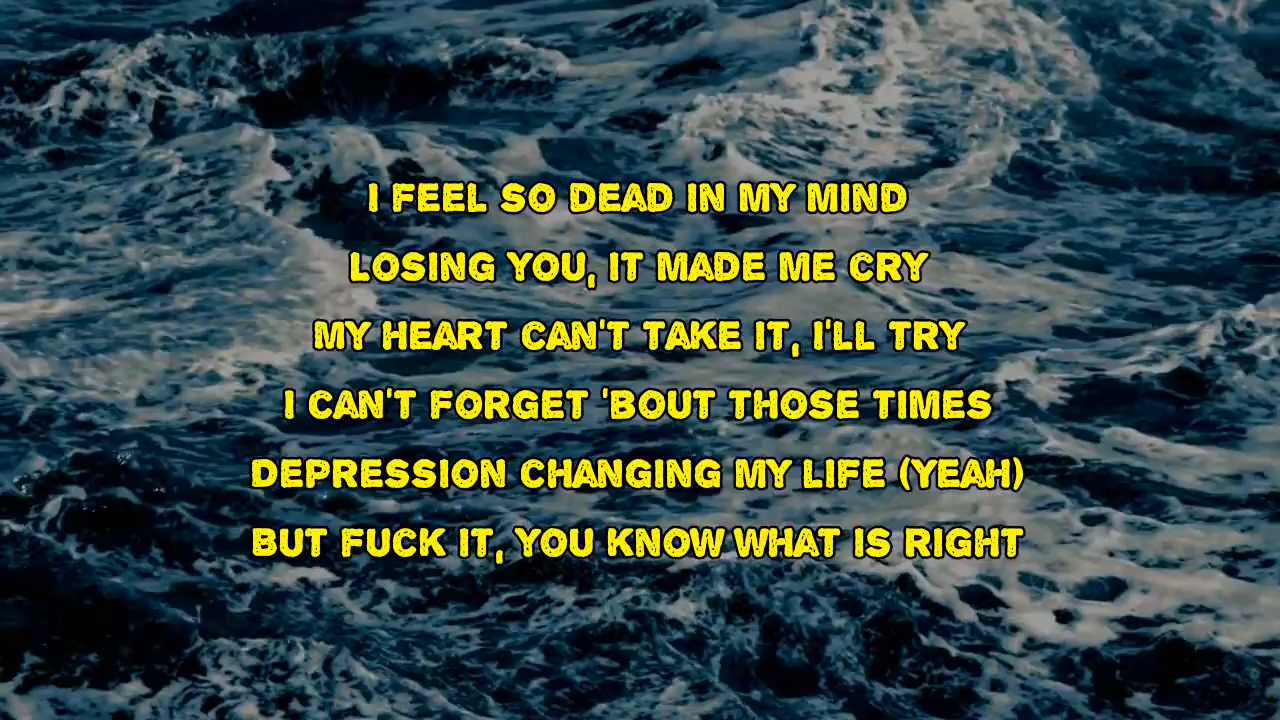 I FEEL SO DEAD IN MY MIND
LOSING YOU, IT MADE ME CRY
MY HEART CAN'T TAKE IT, I'LL TRY
I CAN'T FORGET 'BOUT THOSE TIMES
DEPRESSION CHANGING MY LIFE (YEAH)
BUT FUCK IT, YOU KNOW WHAT IS RIGHT